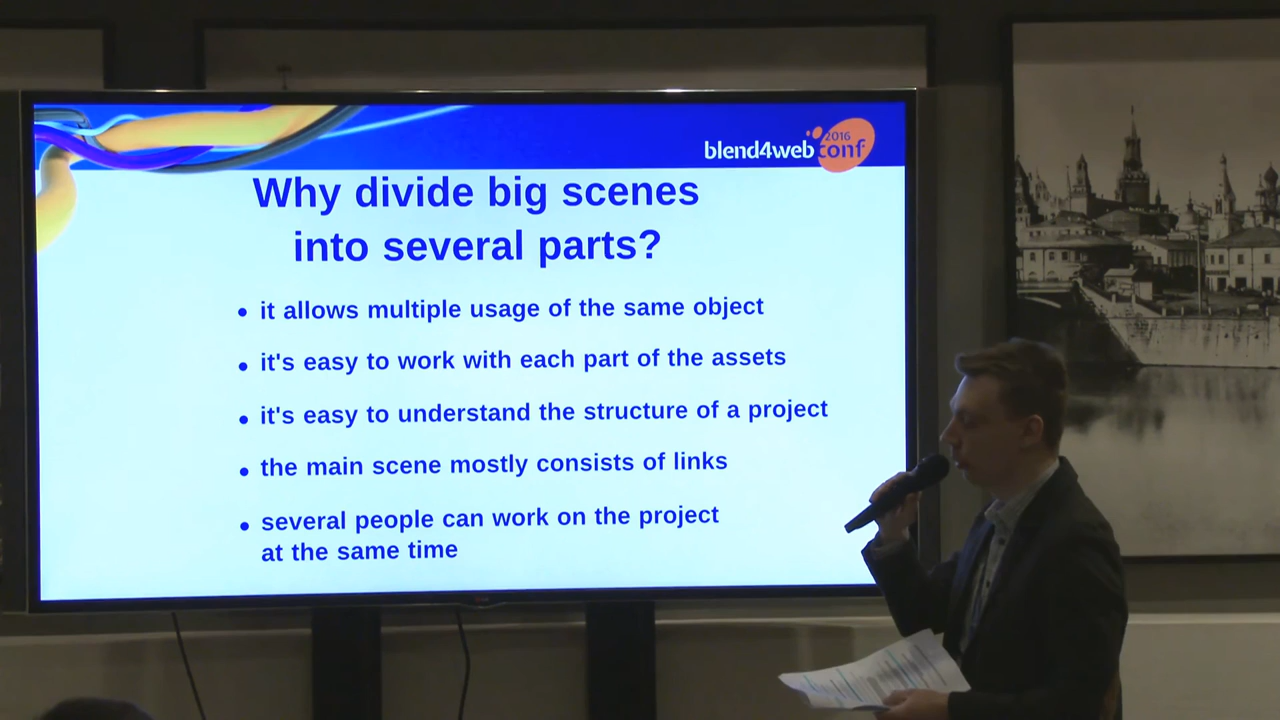 blend4web conf 2016
Why divide big scenes
into several parts?
• it allows multiple usage of the same object
• it's easy to work with each part of the assets
• it's easy to understand the structure of a project
• the main scene mostly consists of links
• several people can work on the project
at the same time